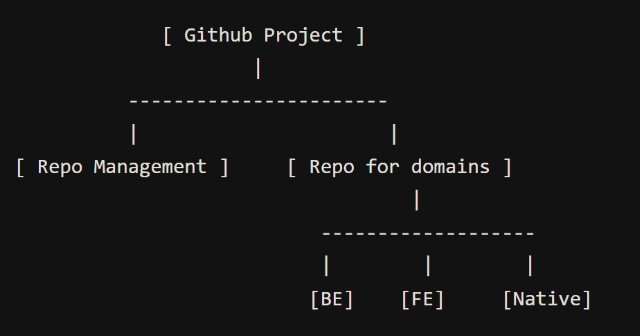 [ Github Project ]
|
-----------------------
| |
[ Repo Management ] [ Repo for domains ]
|
-------------------
| | |
[BE] [FE] [Native]